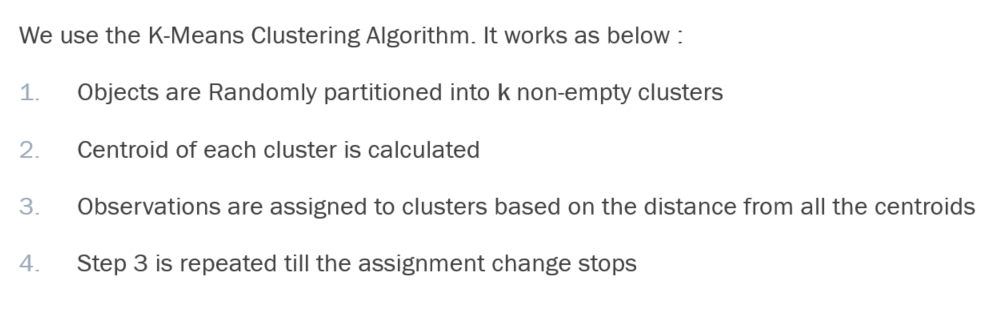 We use the K-Means Clustering Algorithm. It works as below :
1. Objects are Randomly partitioned into k non-empty clusters
2. Centroid of each cluster is calculated
3. Observations are assigned to clusters based on the distance from all the centroids
4. Step 3 is repeated till the assignment change stops